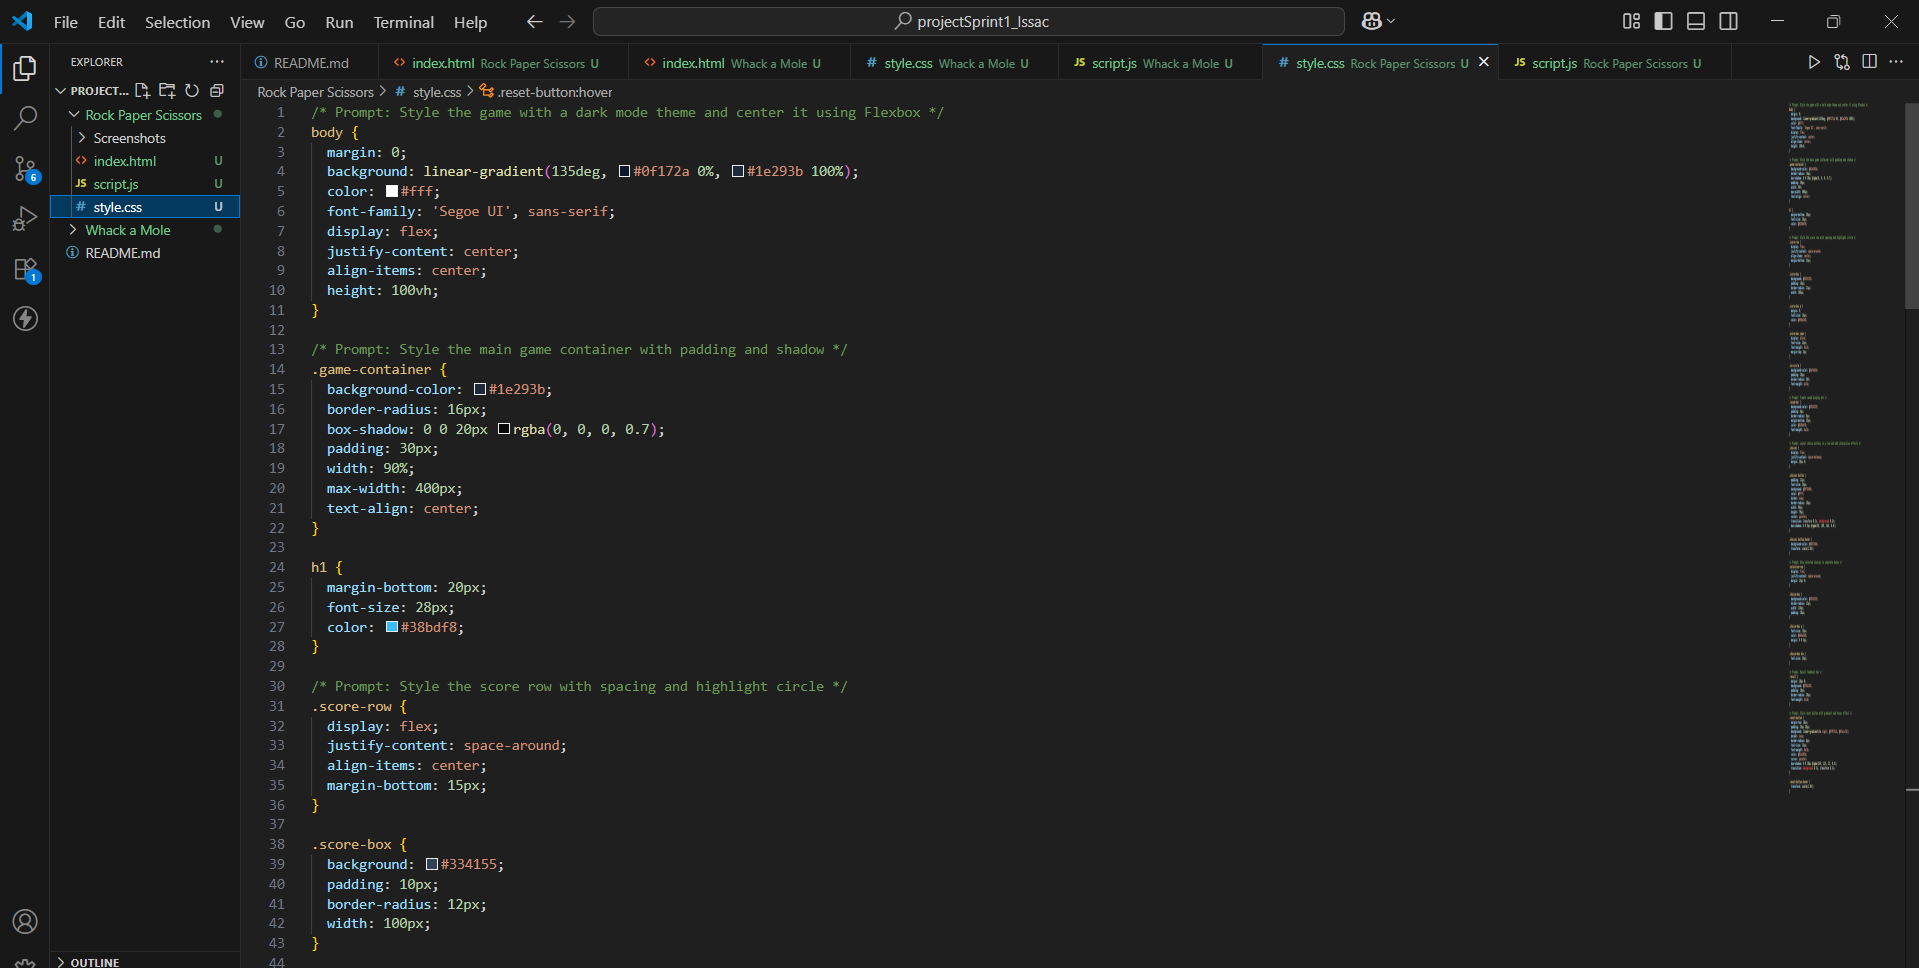 File Edit Selection View Go Run Terminal Help
projectSprint1_Issac
EXPLORER
PROJECT...
Rock Paper Scissors
Screenshots
index.html U
script.js U
style.css U
Whack a Mole
README.md
OUTLINE
6
1
README.md index.html Rock Paper Scissors U index.html Whack a Mole U style.css Whack a Mole U script.js Whack a Mole U style.css Rock Paper Scissors U script.js Rock Paper Scissors U
Rock Paper Scissors > # style.css > .reset-button:hover
1 /* Prompt: Style the game with a dark mode theme and center it using Flexbox */
2 body {
3 margin: 0;
4 background: linear-gradient(135deg, #0f172a 0%, #1e293b 100%);
5 color: #fff;
6 font-family: 'Segoe UI', sans-serif;
7 display: flex;
8 justify-content: center;
9 align-items: center;
10 height: 100vh;
11 }
12
13 /* Prompt: Style the main game container with padding and shadow */
14 .game-container {
15 background-color: #1e293b;
16 border-radius: 16px;
17 box-shadow: 0 0 20px rgba(0, 0, 0, 0.7);
18 padding: 30px;
19 width: 90%;
20 max-width: 400px;
21 text-align: center;
22 }
23
24 h1 {
25 margin-bottom: 20px;
26 font-size: 28px;
27 color: #38bdf8;
28 }
29
30 /* Prompt: Style the score row with spacing and highlight circle */
31 .score-row {
32 display: flex;
33 justify-content: space-around;
34 align-items: center;
35 margin-bottom: 15px;
36 }
37
38 .score-box {
39 background: #334155;
40 padding: 10px;
41 border-radius: 12px;
42 width: 100px;
43 }
44